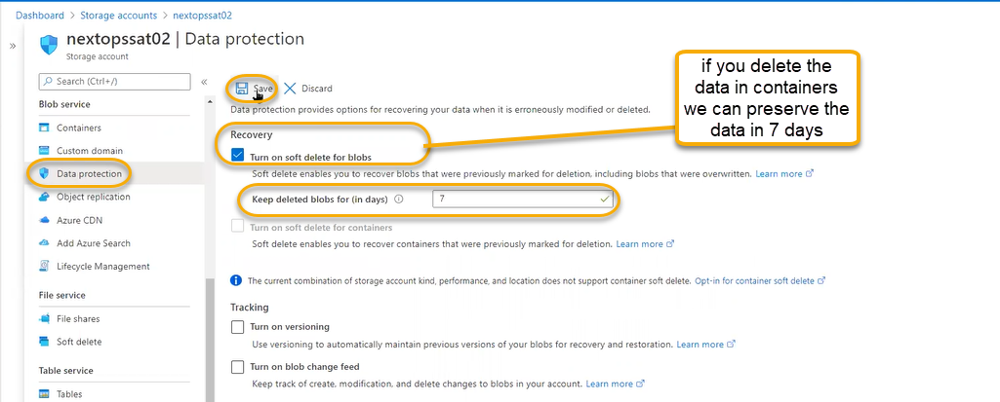 Dashboard > Storage accounts > nextopssat02
» nextopssat02 | Data protection
Storage account
Search (Ctrl+/) «
Blob service
Containers
Custom domain
Data protection
Object replication
Azure CDN
Add Azure Search
Lifecycle Management
File service
File shares
Soft delete
Table service
Tables
Save Discard
Data protection provides options for recovering your data when it is erroneously modified or deleted.
Recovery
Turn on soft delete for blobs
Soft delete enables you to recover blobs that were previously marked for deletion, including blobs that were overwritten. Learn more
Keep deleted blobs for (in days) 7
Turn on soft delete for containers
Soft delete enables you to recover containers that were previously marked for deletion. Learn more
The current combination of storage account kind, performance, and location does not support container soft delete. Opt-in for container soft delete
Tracking
Turn on versioning
Use versioning to automatically maintain previous versions of your blobs for recovery and restoration. Learn more
Turn on blob change feed
Keep track of create, modification, and delete changes to blobs in your account. Learn more
if you delete the
data in containers
we can preserve the
data in 7 days